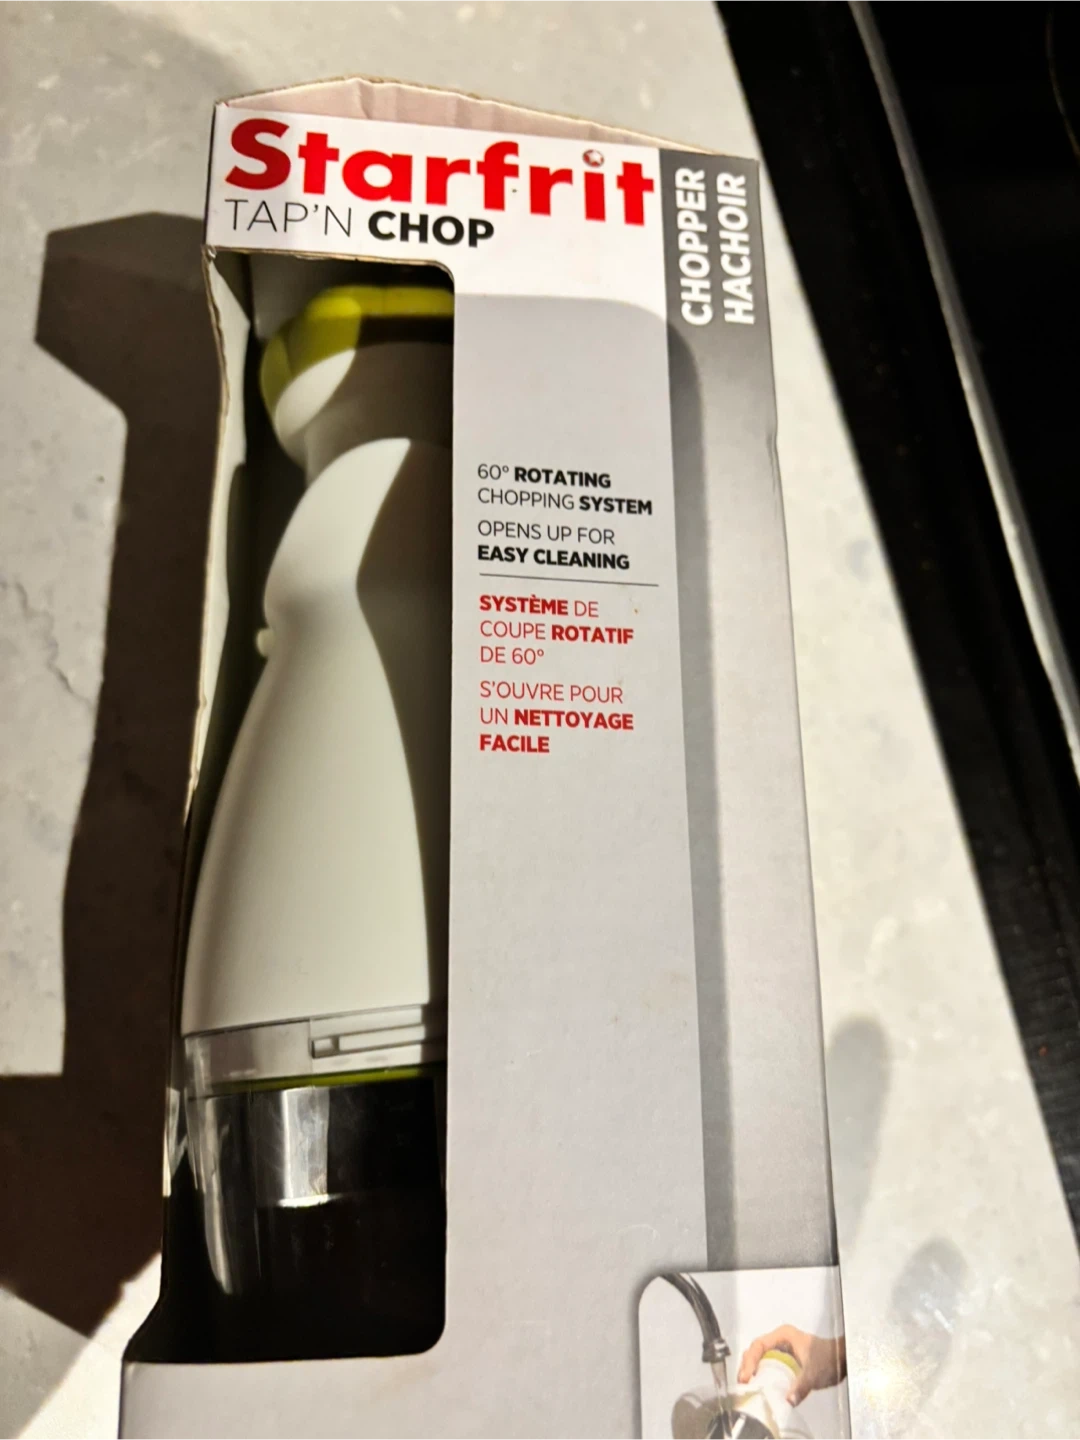 Starfrit
TAP'N CHOP
CHOPPER
HACHOIR
60° ROTATING
CHOPPING SYSTEM
OPENS UP FOR
EASY CLEANING
SYSTÈME DE
COUPE ROTATIF
DE 60°
S'OUVRE POUR
UN NETTOYAGE
FACILE